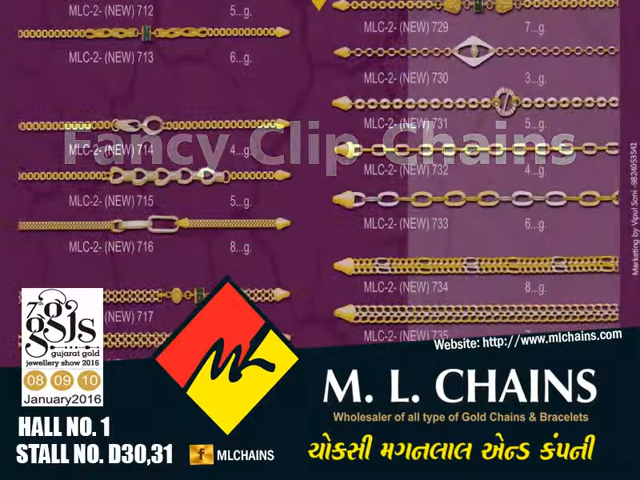 MLC-2- (NEW) 712 5...g.
MLC-2- (NEW) 713 6...g.
MLC-2- (NEW) 714 4...g.
MLC-2- (NEW) 715 5...g.
MLC-2- (NEW) 716 8...g.
(NEW) 717
MLC-2- (NEW) 729 7...g.
MLC-2- (NEW) 730 3...g.
MLC-2- (NEW) 731 5...g.
MLC-2- (NEW) 732 4...g.
MLC-2- (NEW) 733 6...g.
MLC-2- (NEW) 734 8...g.
MLC-2- (NEW) 735 7...g.
Fancy Clip Chains
Marketing by Vipul Soni -9824053541
Website: http://www.mlchains.com
gsjs
gujarat gold
jewellery show 2016
08 09 10
January2016
HALL NO. 1
STALL NO. D30,31
f MLCHAINS
ML
M. L. CHAINS
Wholesaler of all type of Gold Chains & Bracelets
ચોકસી મગનલાલ એન્ડ કંપની